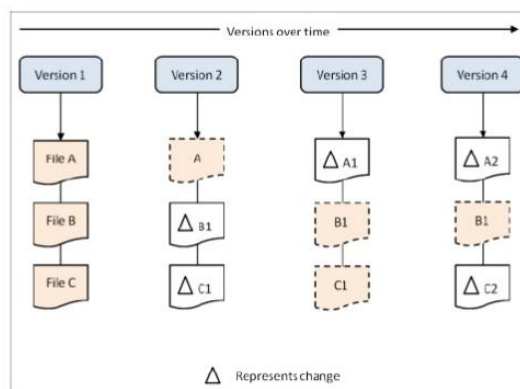 Versions over time
Version 1
Version 2
Version 3
Version 4
File A
A
Δ A1
Δ A2
File B
Δ B1
B1
B1
File C
Δ C1
C1
Δ C2
Δ Represents change